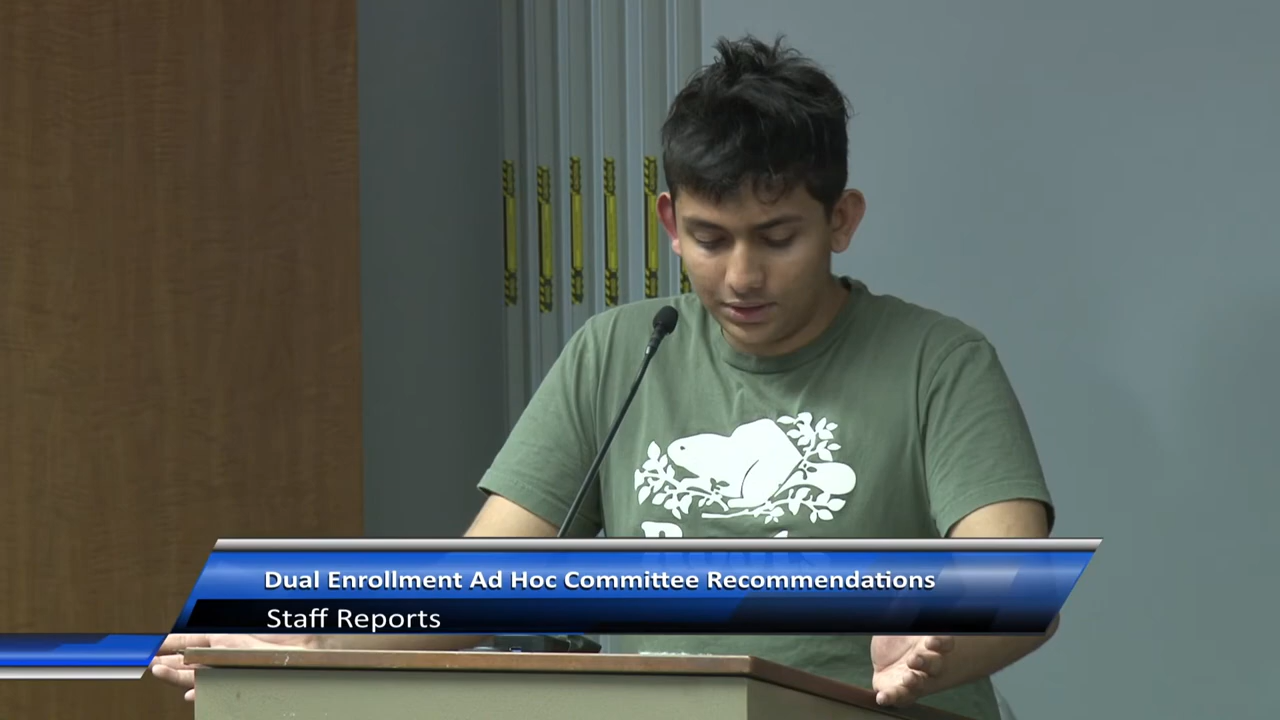 Dual Enrollment Ad Hoc Committee Recommendations
Staff Reports